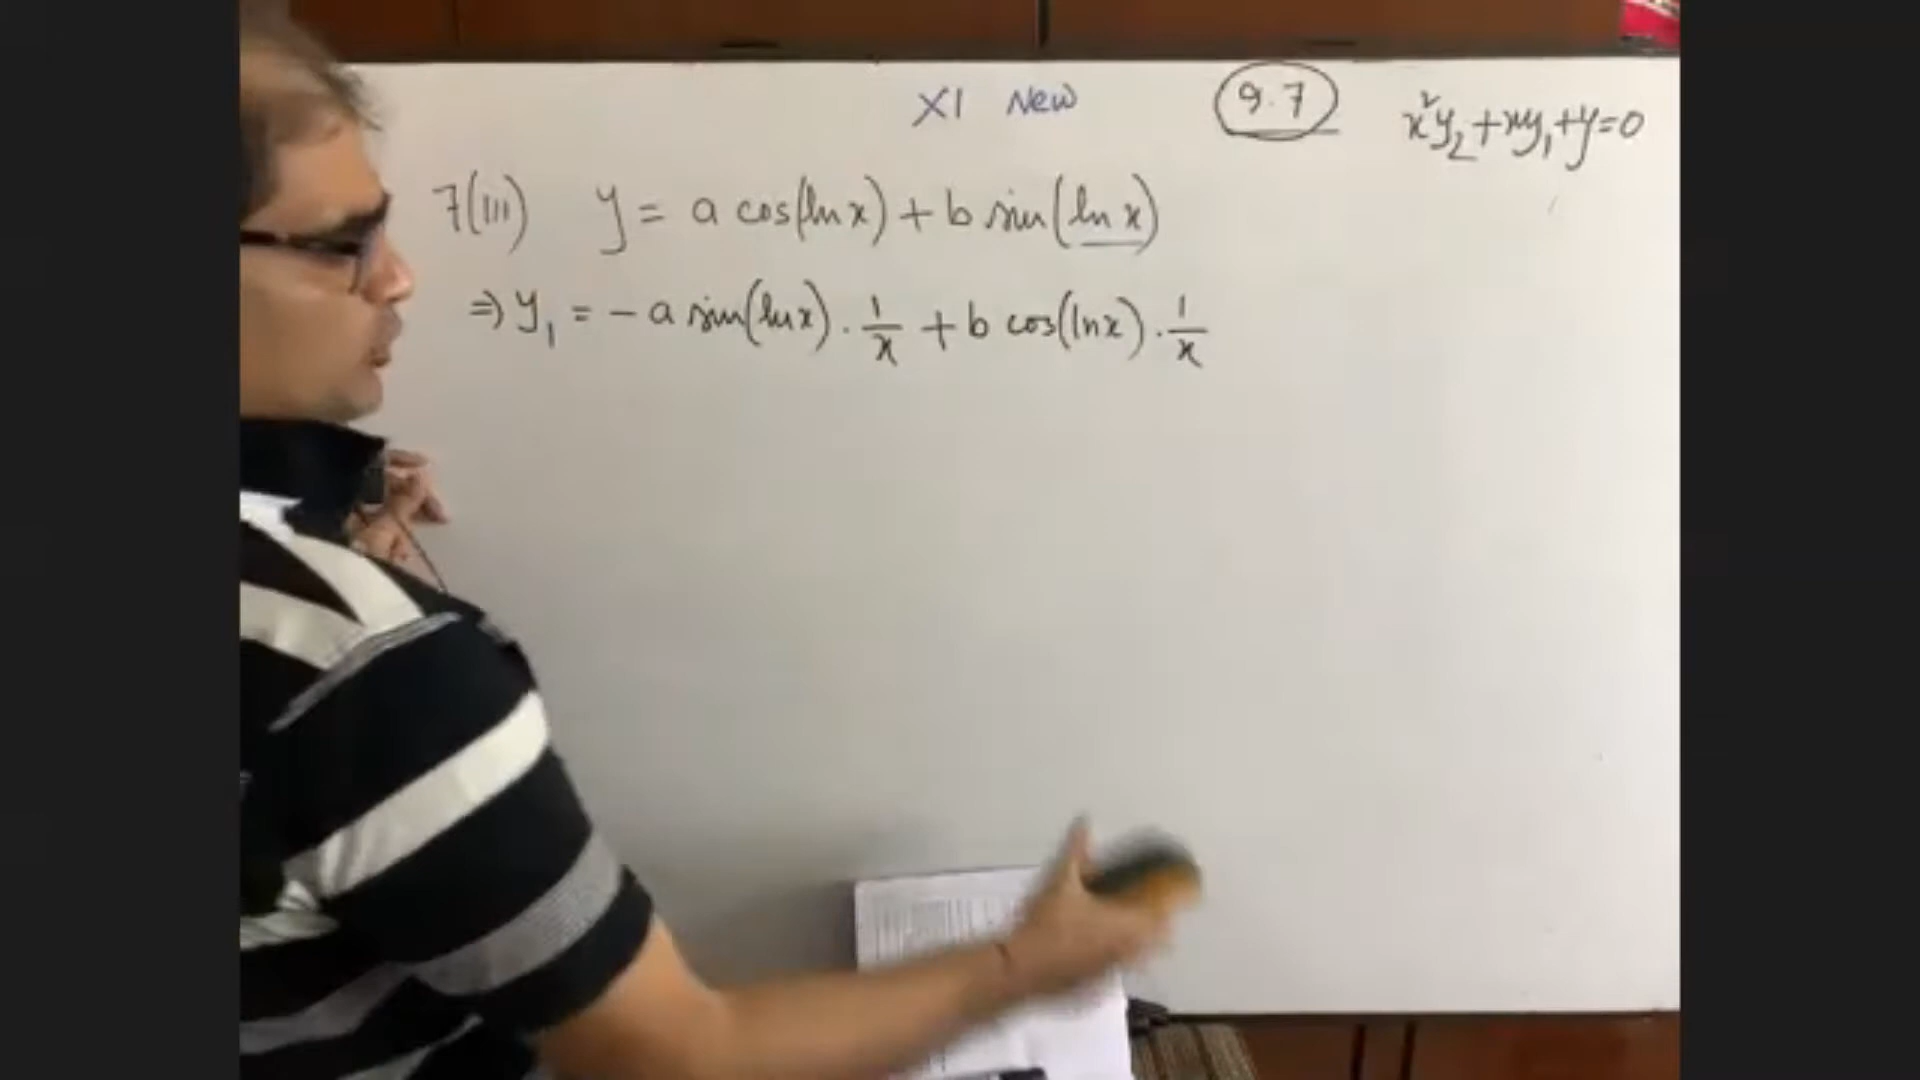 XI New
9.7
x²y₂+xy₁+y=0
7(iii) y = a cos(ln x) + b sin(ln x)
⇒ y₁ = - a sin(ln x) . 1/x + b cos(ln x) . 1/x